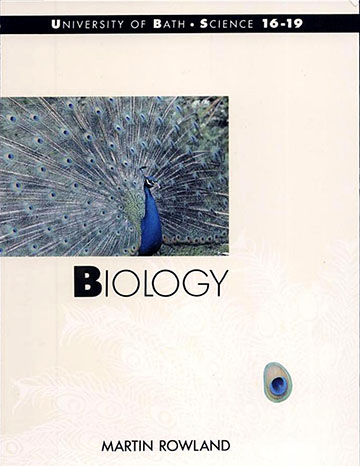 UNIVERSITY OF BATH • SCIENCE 16-19
BIOLOGY
MARTIN ROWLAND